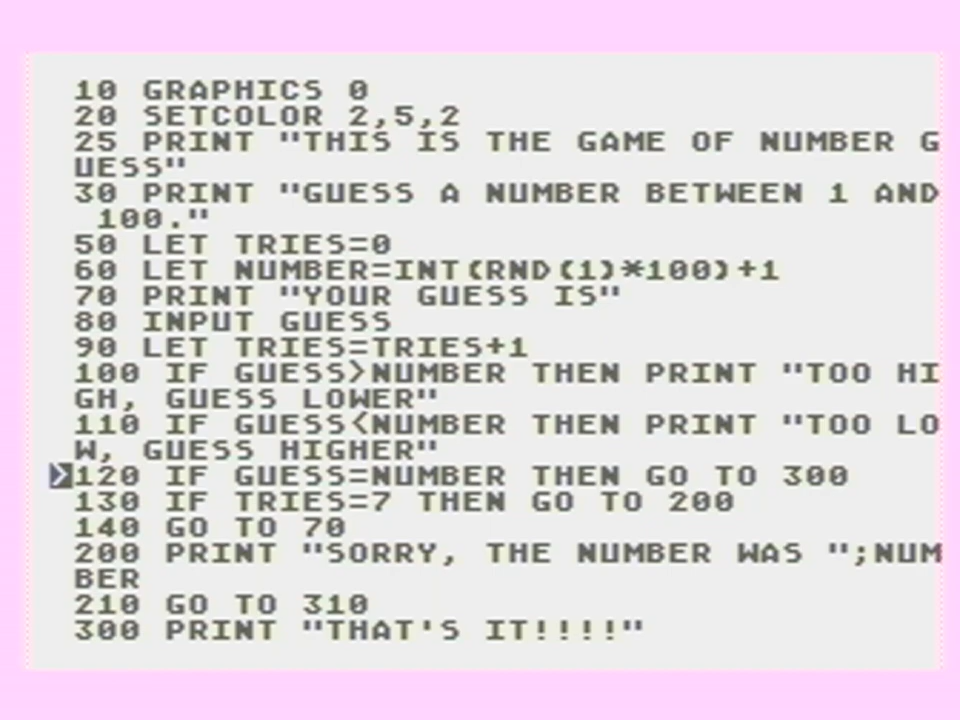 10 GRAPHICS 0
20 SETCOLOR 2,5,2
25 PRINT "THIS IS THE GAME OF NUMBER G
UESS"
30 PRINT "GUESS A NUMBER BETWEEN 1 AND
 100."
50 LET TRIES=0
60 LET NUMBER=INT(RND(1)*100)+1
70 PRINT "YOUR GUESS IS"
80 INPUT GUESS
90 LET TRIES=TRIES+1
100 IF GUESS>NUMBER THEN PRINT "TOO HI
GH, GUESS LOWER"
110 IF GUESS<NUMBER THEN PRINT "TOO LO
W, GUESS HIGHER"
>120 IF GUESS=NUMBER THEN GO TO 300
130 IF TRIES=7 THEN GO TO 200
140 GO TO 70
200 PRINT "SORRY, THE NUMBER WAS ";NUM
BER
210 GO TO 310
300 PRINT "THAT'S IT!!!!"